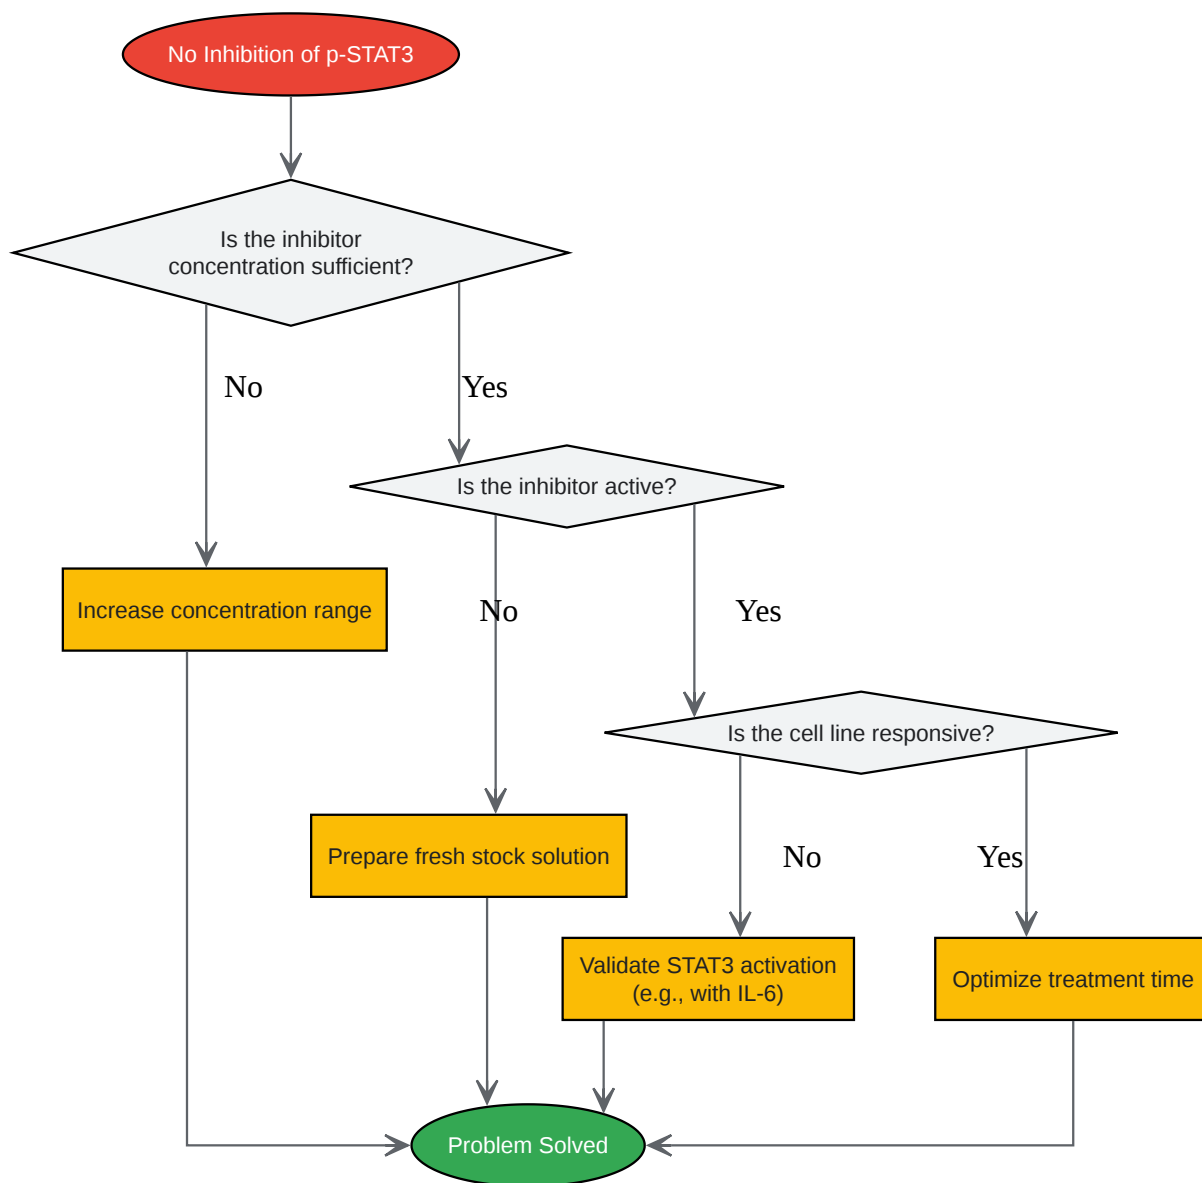 No Inhibition of p-STAT3
Is the inhibitor
concentration sufficient?
No
Yes
Is the inhibitor active?
Increase concentration range
No
Yes
Is the cell line responsive?
Prepare fresh stock solution
No
Yes
Validate STAT3 activation
(e.g., with IL-6)
Optimize treatment time
Problem Solved